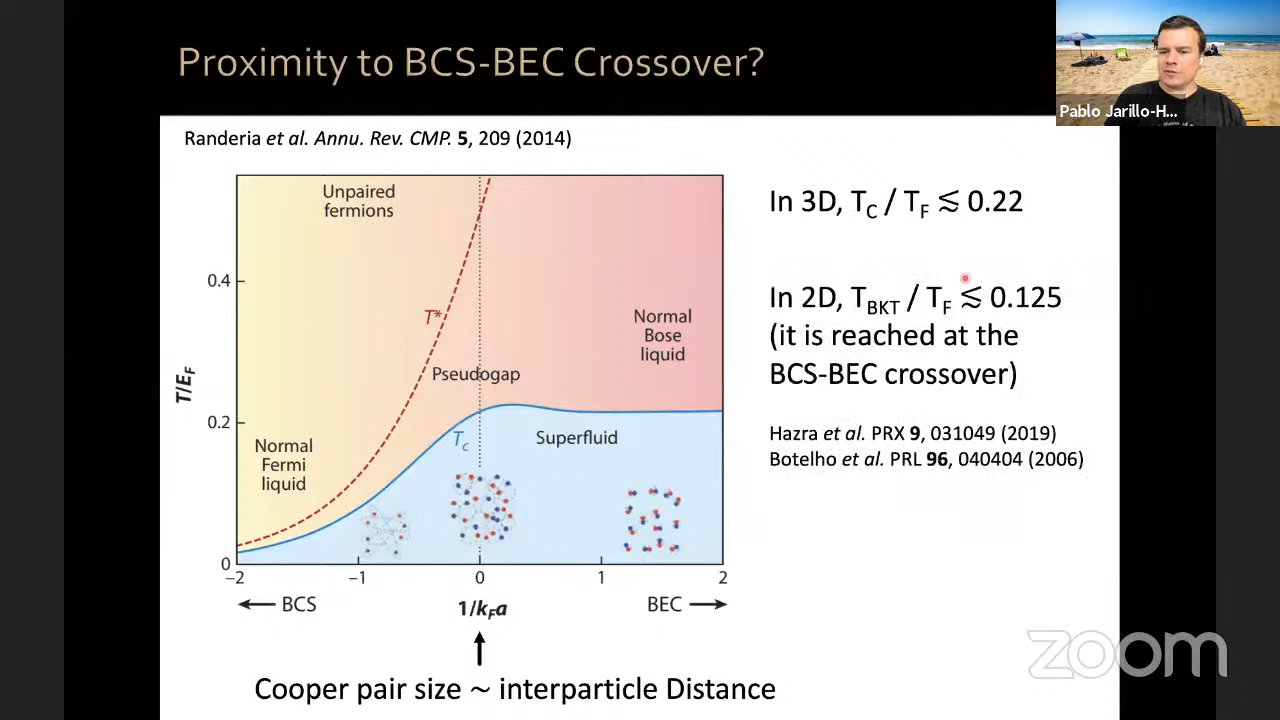 Proximity to BCS-BEC Crossover?
Pablo Jarillo-H...
Randeria et al. Annu. Rev. CMP. 5, 209 (2014)
Unpaired
fermions
0.4
T*
Normal
Bose
liquid
Pseudogap
T/E_F
0.2
T_c
Superfluid
Normal
Fermi
liquid
0
−2
−1
0
1
2
BCS
1/k_Fa
BEC
Cooper pair size ~ interparticle Distance
In 3D, T_C / T_F ≲ 0.22
In 2D, T_BKT / T_F ≲ 0.125
(it is reached at the
BCS-BEC crossover)
Hazra et al. PRX 9, 031049 (2019)
Botelho et al. PRL 96, 040404 (2006)
zoom